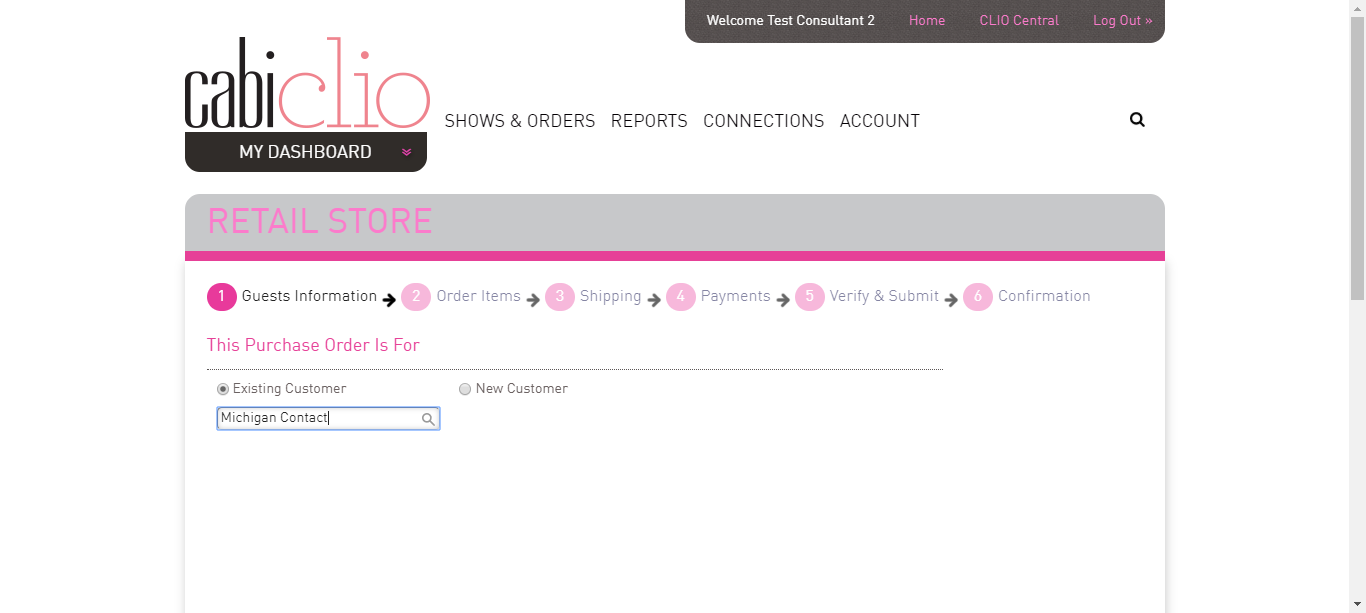 Welcome Test Consultant 2 Home CLIO Central Log Out »
cabiclio
SHOWS & ORDERS REPORTS CONNECTIONS ACCOUNT
MY DASHBOARD
RETAIL STORE
1 Guests Information 2 Order Items 3 Shipping 4 Payments 5 Verify & Submit 6 Confirmation
This Purchase Order Is For
Existing Customer New Customer
Michigan Contact